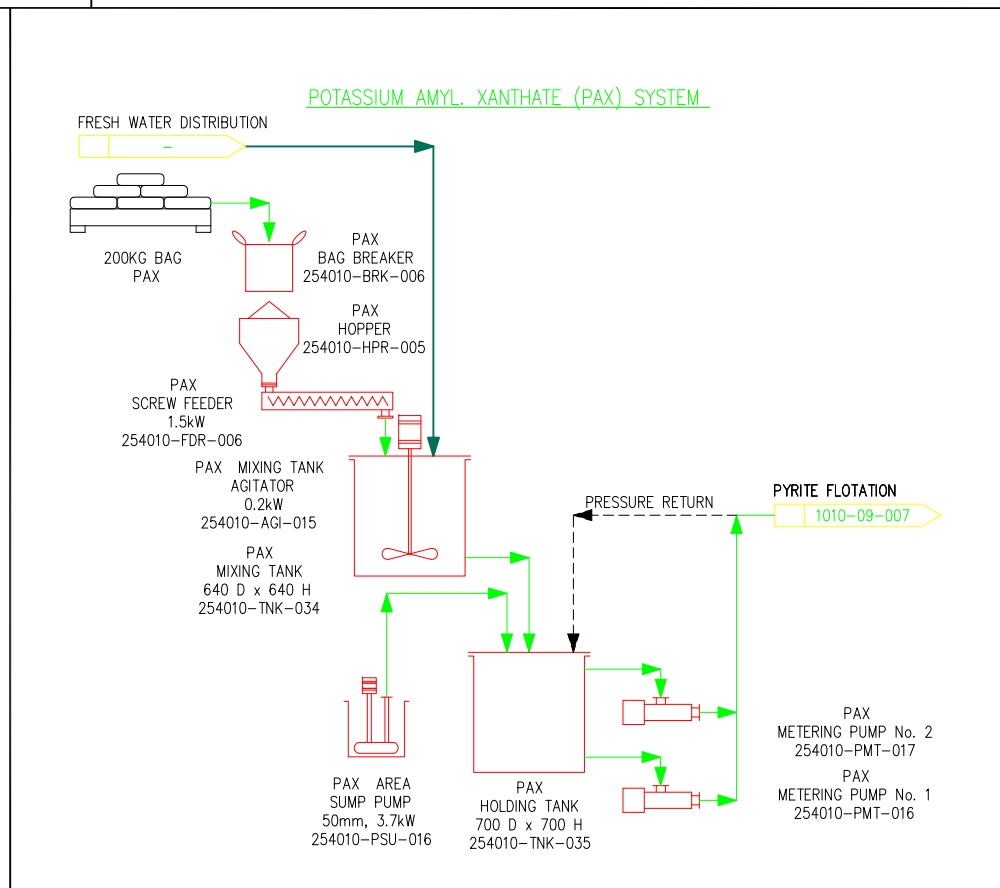 POTASSIUM AMYL. XANTHATE (PAX) SYSTEM
FRESH WATER DISTRIBUTION
-
200KG BAG
PAX
PAX
BAG BREAKER
254010-BRK-006
PAX
HOPPER
254010-HPR-005
PAX
SCREW FEEDER
1.5kW
254010-FDR-006
PAX MIXING TANK
AGITATOR
0.2kW
254010-AGI-015
PAX
MIXING TANK
640 D x 640 H
254010-TNK-034
PRESSURE RETURN
PYRITE FLOTATION
1010-09-007
PAX AREA
SUMP PUMP
50mm, 3.7kW
254010-PSU-016
PAX
HOLDING TANK
700 D x 700 H
254010-TNK-035
PAX
METERING PUMP No. 2
254010-PMT-017
PAX
METERING PUMP No. 1
254010-PMT-016